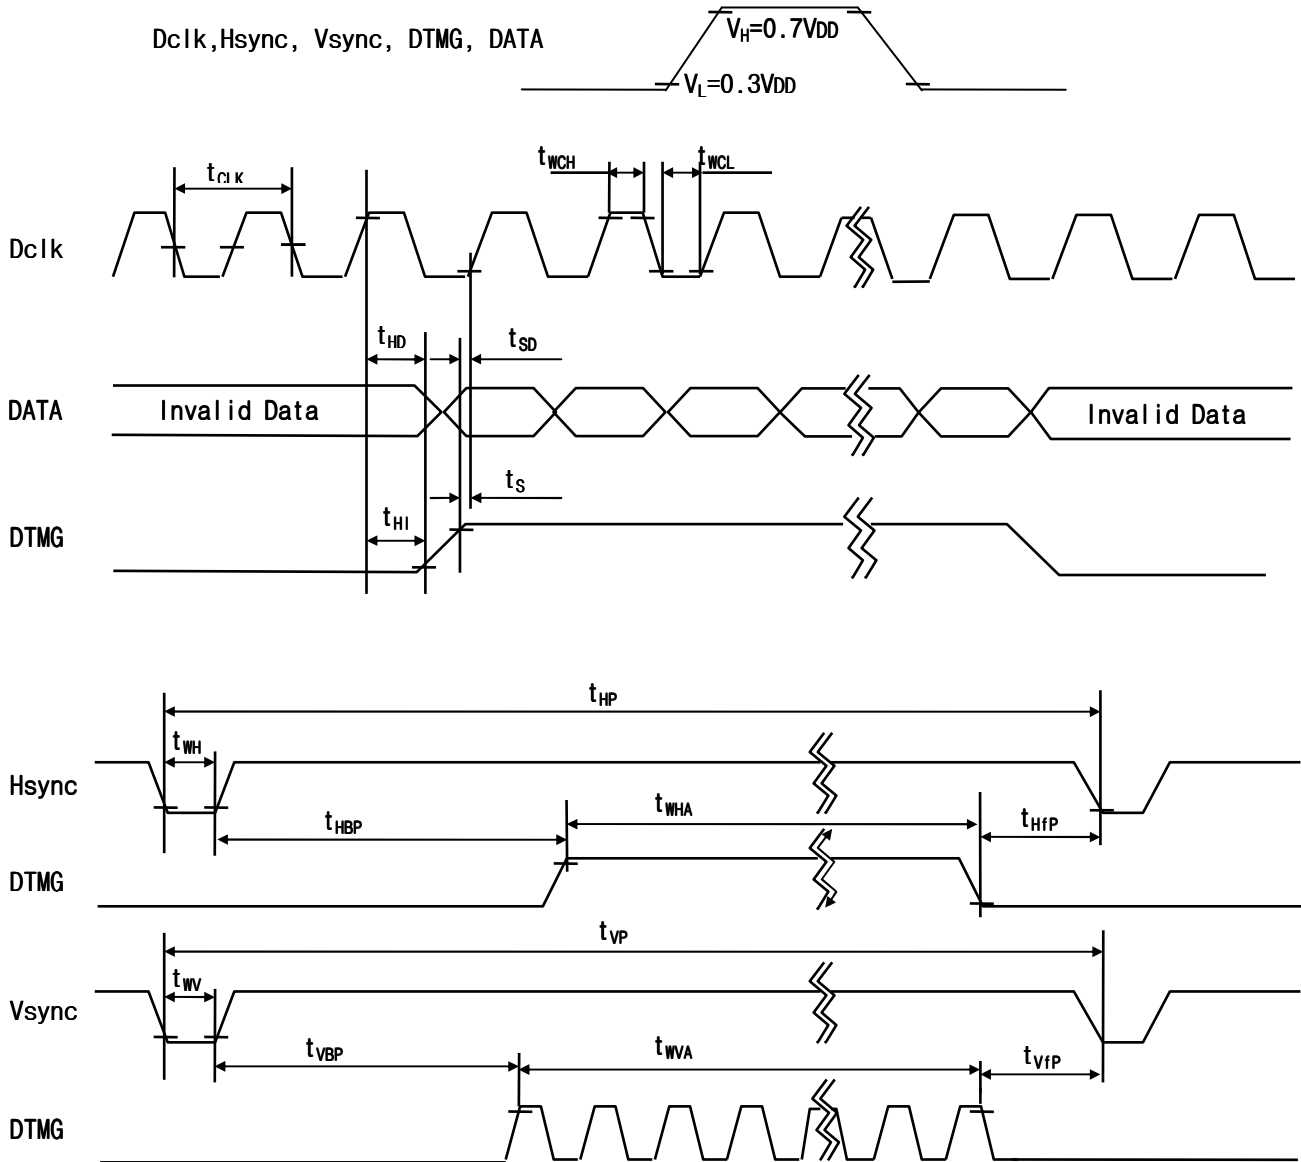 Dclk,Hsync, Vsync, DTMG, DATA
VH=0.7VDD
VL=0.3VDD
tCLK
tWCH
tWCL
Dclk
tHD
tSD
DATA
Invalid Data
Invalid Data
tS
tHI
DTMG
tHP
tWH
Hsync
tHBP
tWHA
tHfP
DTMG
tVP
tWV
Vsync
tVBP
tWVA
tVfP
DTMG